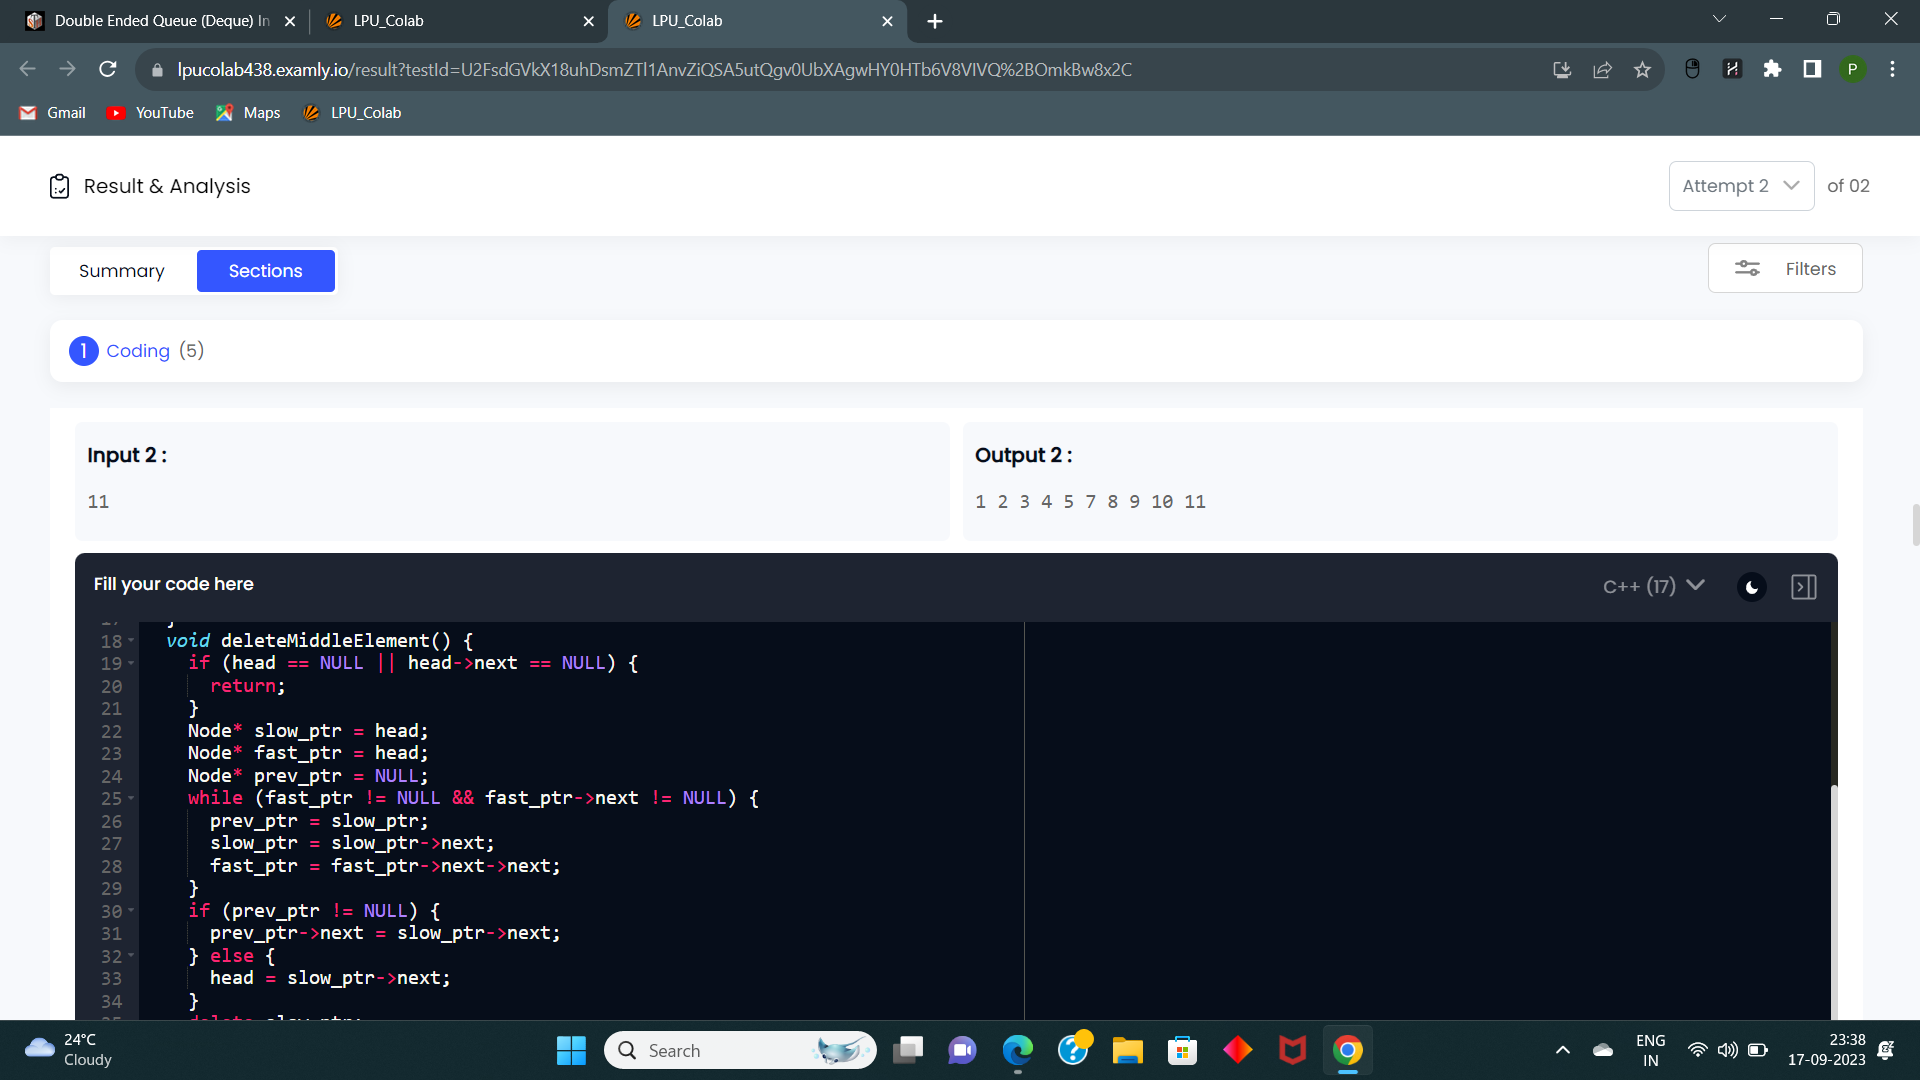 Double Ended Queue (Deque) In
LPU_Colab
LPU_Colab
lpucolab438.examly.io/result?testId=U2FsdGVkX18uhDsmZTl1AnvZiQSA5utQgv0UbXAgwHY0HTb6V8VlVQ%2BOmkBw8x2C
P
Gmail
YouTube
Maps
LPU_Colab
Result & Analysis
Attempt 2
of 02
Summary
Sections
Filters
1 Coding (5)
Input 2 :
11
Output 2 :
1 2 3 4 5 7 8 9 10 11
Fill your code here
C++ (17)
18 void deleteMiddleElement() {
19 if (head == NULL || head->next == NULL) {
20 return;
21 }
22 Node* slow_ptr = head;
23 Node* fast_ptr = head;
24 Node* prev_ptr = NULL;
25 while (fast_ptr != NULL && fast_ptr->next != NULL) {
26 prev_ptr = slow_ptr;
27 slow_ptr = slow_ptr->next;
28 fast_ptr = fast_ptr->next->next;
29 }
30 if (prev_ptr != NULL) {
31 prev_ptr->next = slow_ptr->next;
32 } else {
33 head = slow_ptr->next;
34 }
24°C
Cloudy
Search
ENG
IN
23:38
17-09-2023